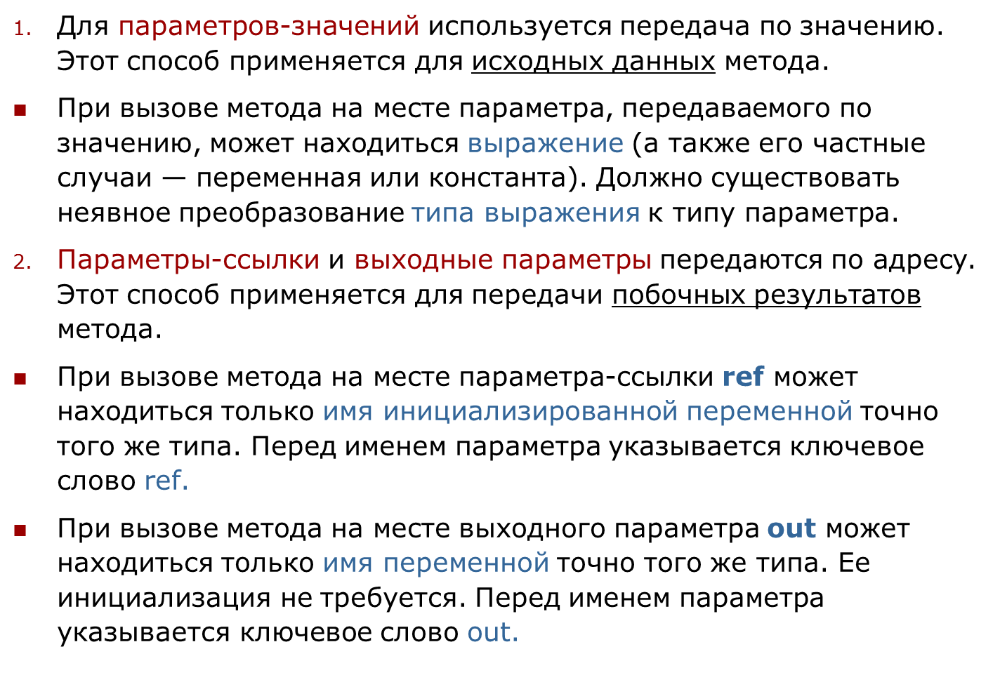 1. Для параметров-значений используется передача по значению.
Этот способ применяется для исходных данных метода.
■ При вызове метода на месте параметра, передаваемого по
значению, может находиться выражение (а также его частные
случаи — переменная или константа). Должно существовать
неявное преобразование типа выражения к типу параметра.
2. Параметры-ссылки и выходные параметры передаются по адресу.
Этот способ применяется для передачи побочных результатов
метода.
■ При вызове метода на месте параметра-ссылки ref может
находиться только имя инициализированной переменной точно
того же типа. Перед именем параметра указывается ключевое
слово ref.
■ При вызове метода на месте выходного параметра out может
находиться только имя переменной точно того же типа. Ее
инициализация не требуется. Перед именем параметра
указывается ключевое слово out.